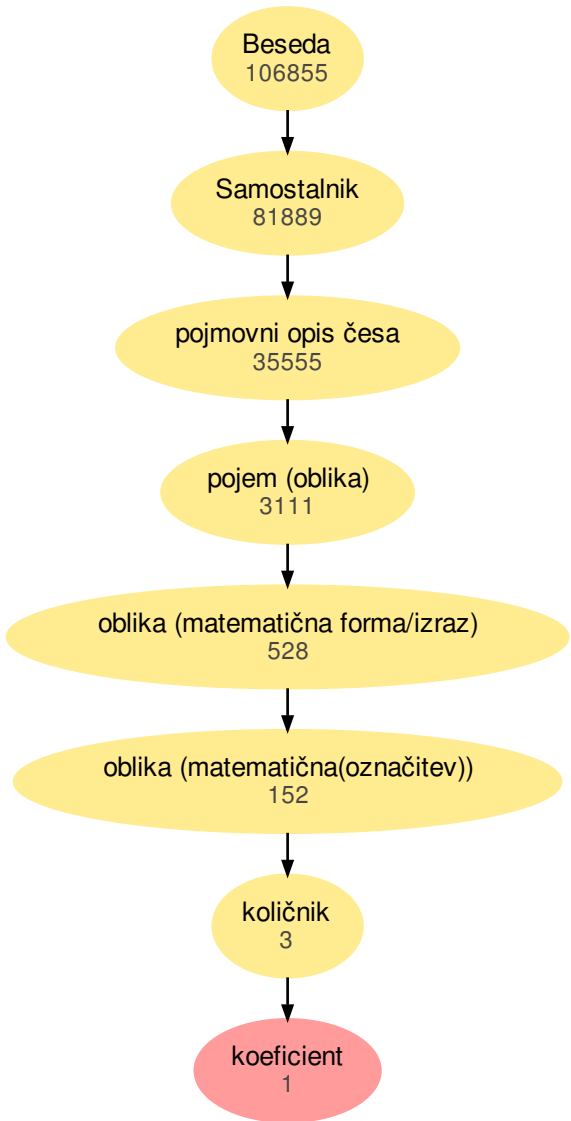 Beseda
106855
Samostalnik
81889
pojmovni opis česa
35555
pojem (oblika)
3111
oblika (matematična forma/izraz)
528
oblika (matematična(označitev))
152
količnik
3
koeficient
1